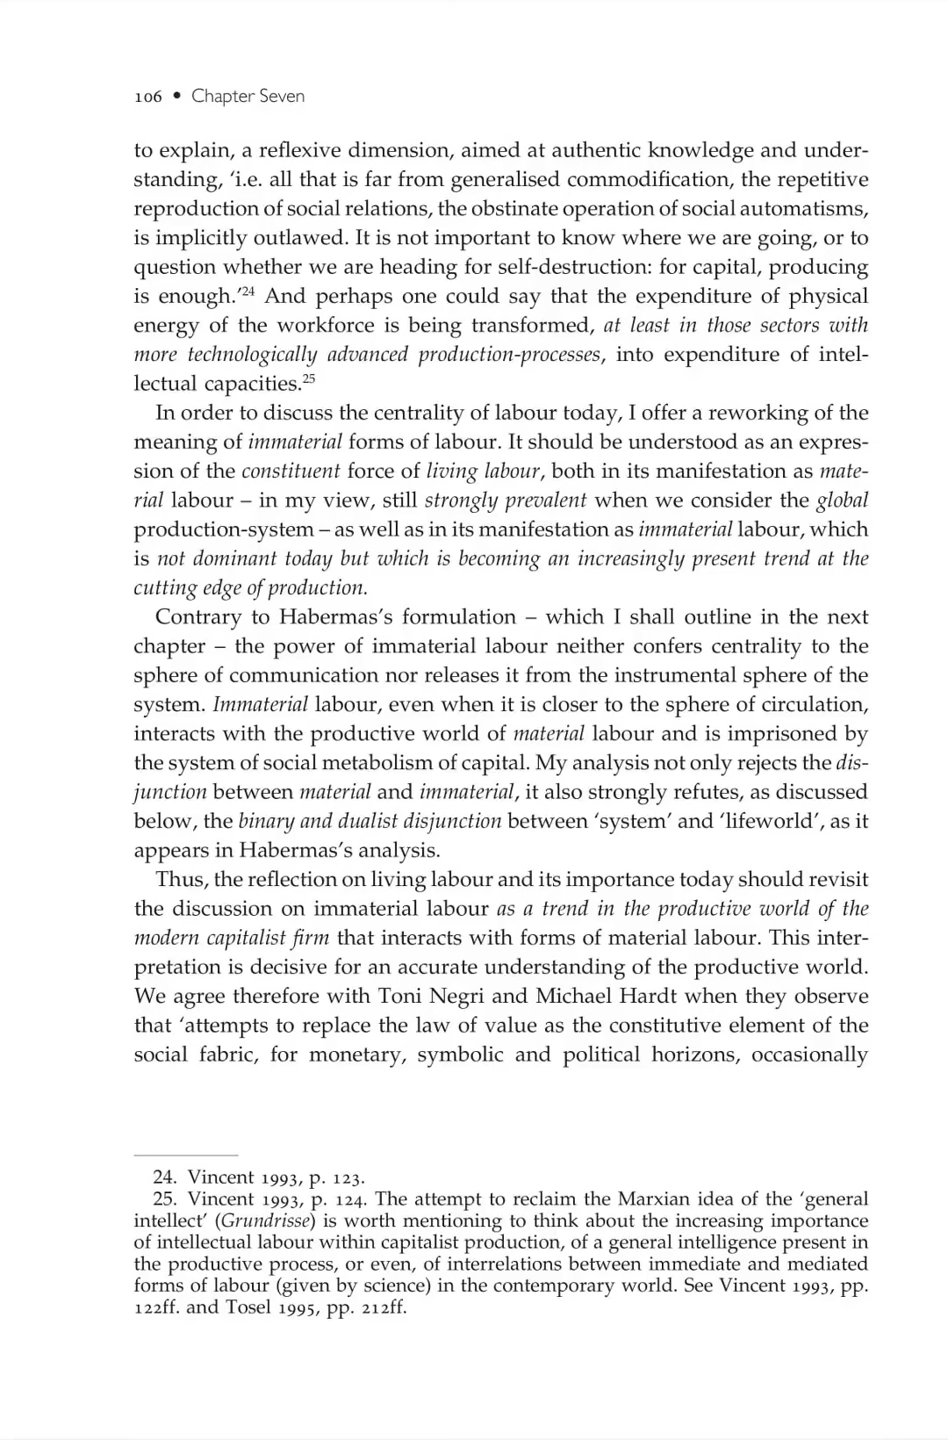 106 • Chapter Seven
to explain, a reflexive dimension, aimed at authentic knowledge and under-
standing, ‘i.e. all that is far from generalised commodification, the repetitive
reproduction of social relations, the obstinate operation of social automatisms,
is implicitly outlawed. It is not important to know where we are going, or to
question whether we are heading for self-destruction: for capital, producing
is enough.’24 And perhaps one could say that the expenditure of physical
energy of the workforce is being transformed, at least in those sectors with
more technologically advanced production-processes, into expenditure of intel-
lectual capacities.25
In order to discuss the centrality of labour today, I offer a reworking of the
meaning of immaterial forms of labour. It should be understood as an expres-
sion of the constituent force of living labour, both in its manifestation as mate-
rial labour – in my view, still strongly prevalent when we consider the global
production-system – as well as in its manifestation as immaterial labour, which
is not dominant today but which is becoming an increasingly present trend at the
cutting edge of production.
Contrary to Habermas’s formulation – which I shall outline in the next
chapter – the power of immaterial labour neither confers centrality to the
sphere of communication nor releases it from the instrumental sphere of the
system. Immaterial labour, even when it is closer to the sphere of circulation,
interacts with the productive world of material labour and is imprisoned by
the system of social metabolism of capital. My analysis not only rejects the dis-
junction between material and immaterial, it also strongly refutes, as discussed
below, the binary and dualist disjunction between ‘system’ and ‘lifeworld’, as it
appears in Habermas’s analysis.
Thus, the reflection on living labour and its importance today should revisit
the discussion on immaterial labour as a trend in the productive world of the
modern capitalist firm that interacts with forms of material labour. This inter-
pretation is decisive for an accurate understanding of the productive world.
We agree therefore with Toni Negri and Michael Hardt when they observe
that ‘attempts to replace the law of value as the constitutive element of the
social fabric, for monetary, symbolic and political horizons, occasionally
24. Vincent 1993, p. 123.
25. Vincent 1993, p. 124. The attempt to reclaim the Marxian idea of the ‘general
intellect’ (Grundrisse) is worth mentioning to think about the increasing importance
of intellectual labour within capitalist production, of a general intelligence present in
the productive process, or even, of interrelations between immediate and mediated
forms of labour (given by science) in the contemporary world. See Vincent 1993, pp.
122ff. and Tosel 1995, pp. 212ff.